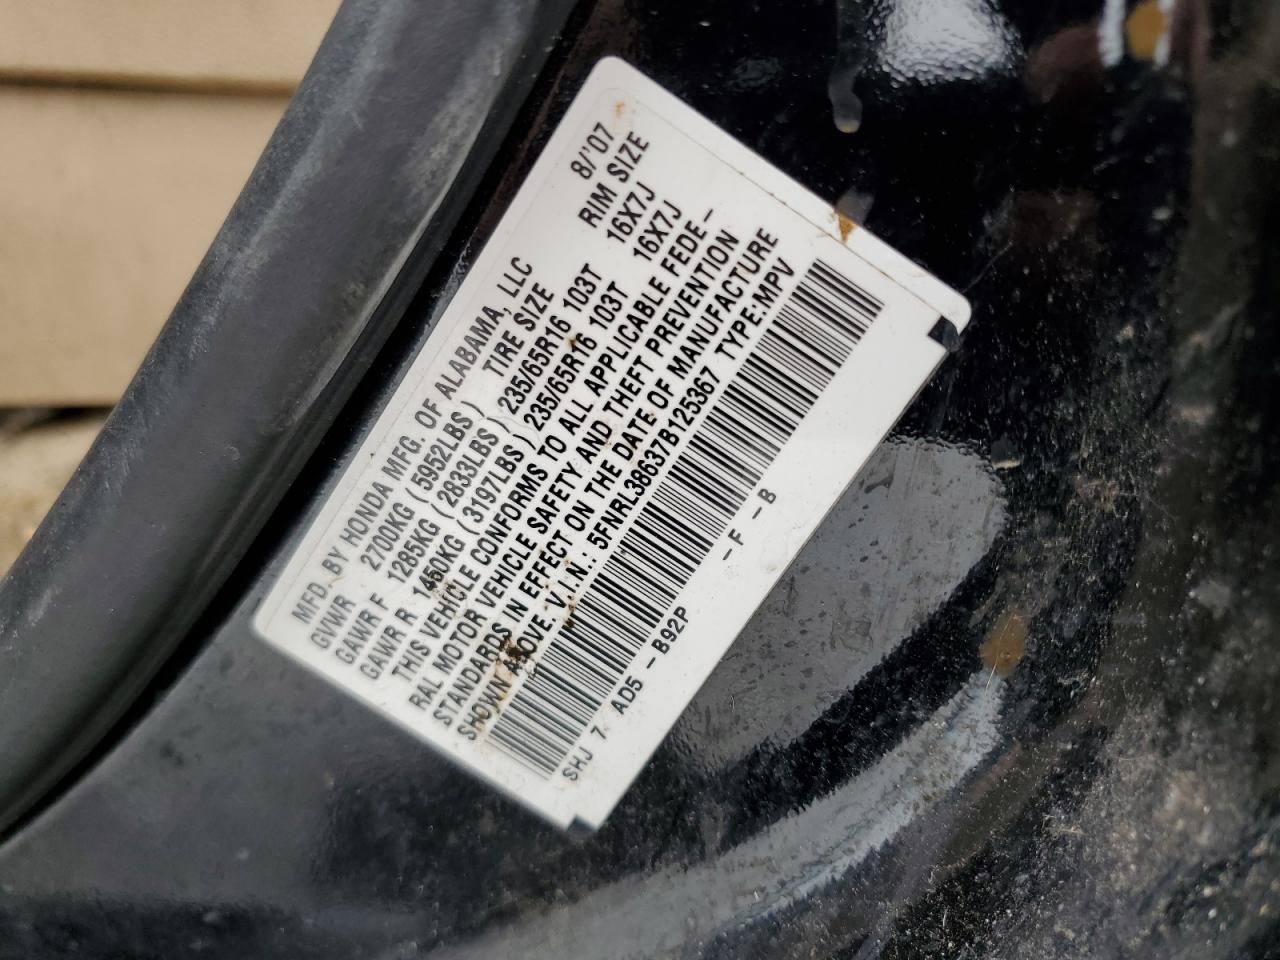 MFD. BY HONDA MFG. OF ALABAMA, LLC 8/'07
GVWR 2700KG (5952LBS) TIRE SIZE RIM SIZE
GAWR F 1285KG (2833LBS) 235/65R16 103T 16X7J
GAWR R 1450KG (3197LBS) 235/65R16 103T 16X7J
THIS VEHICLE CONFORMS TO ALL APPLICABLE FEDE-
RAL MOTOR VEHICLE SAFETY AND THEFT PREVENTION
STANDARDS IN EFFECT ON THE DATE OF MANUFACTURE
SHOWN ABOVE. V.I.N.: 5FNRL38637B125367 TYPE:MPV
SHJ 7 AD5-B92P -F -B